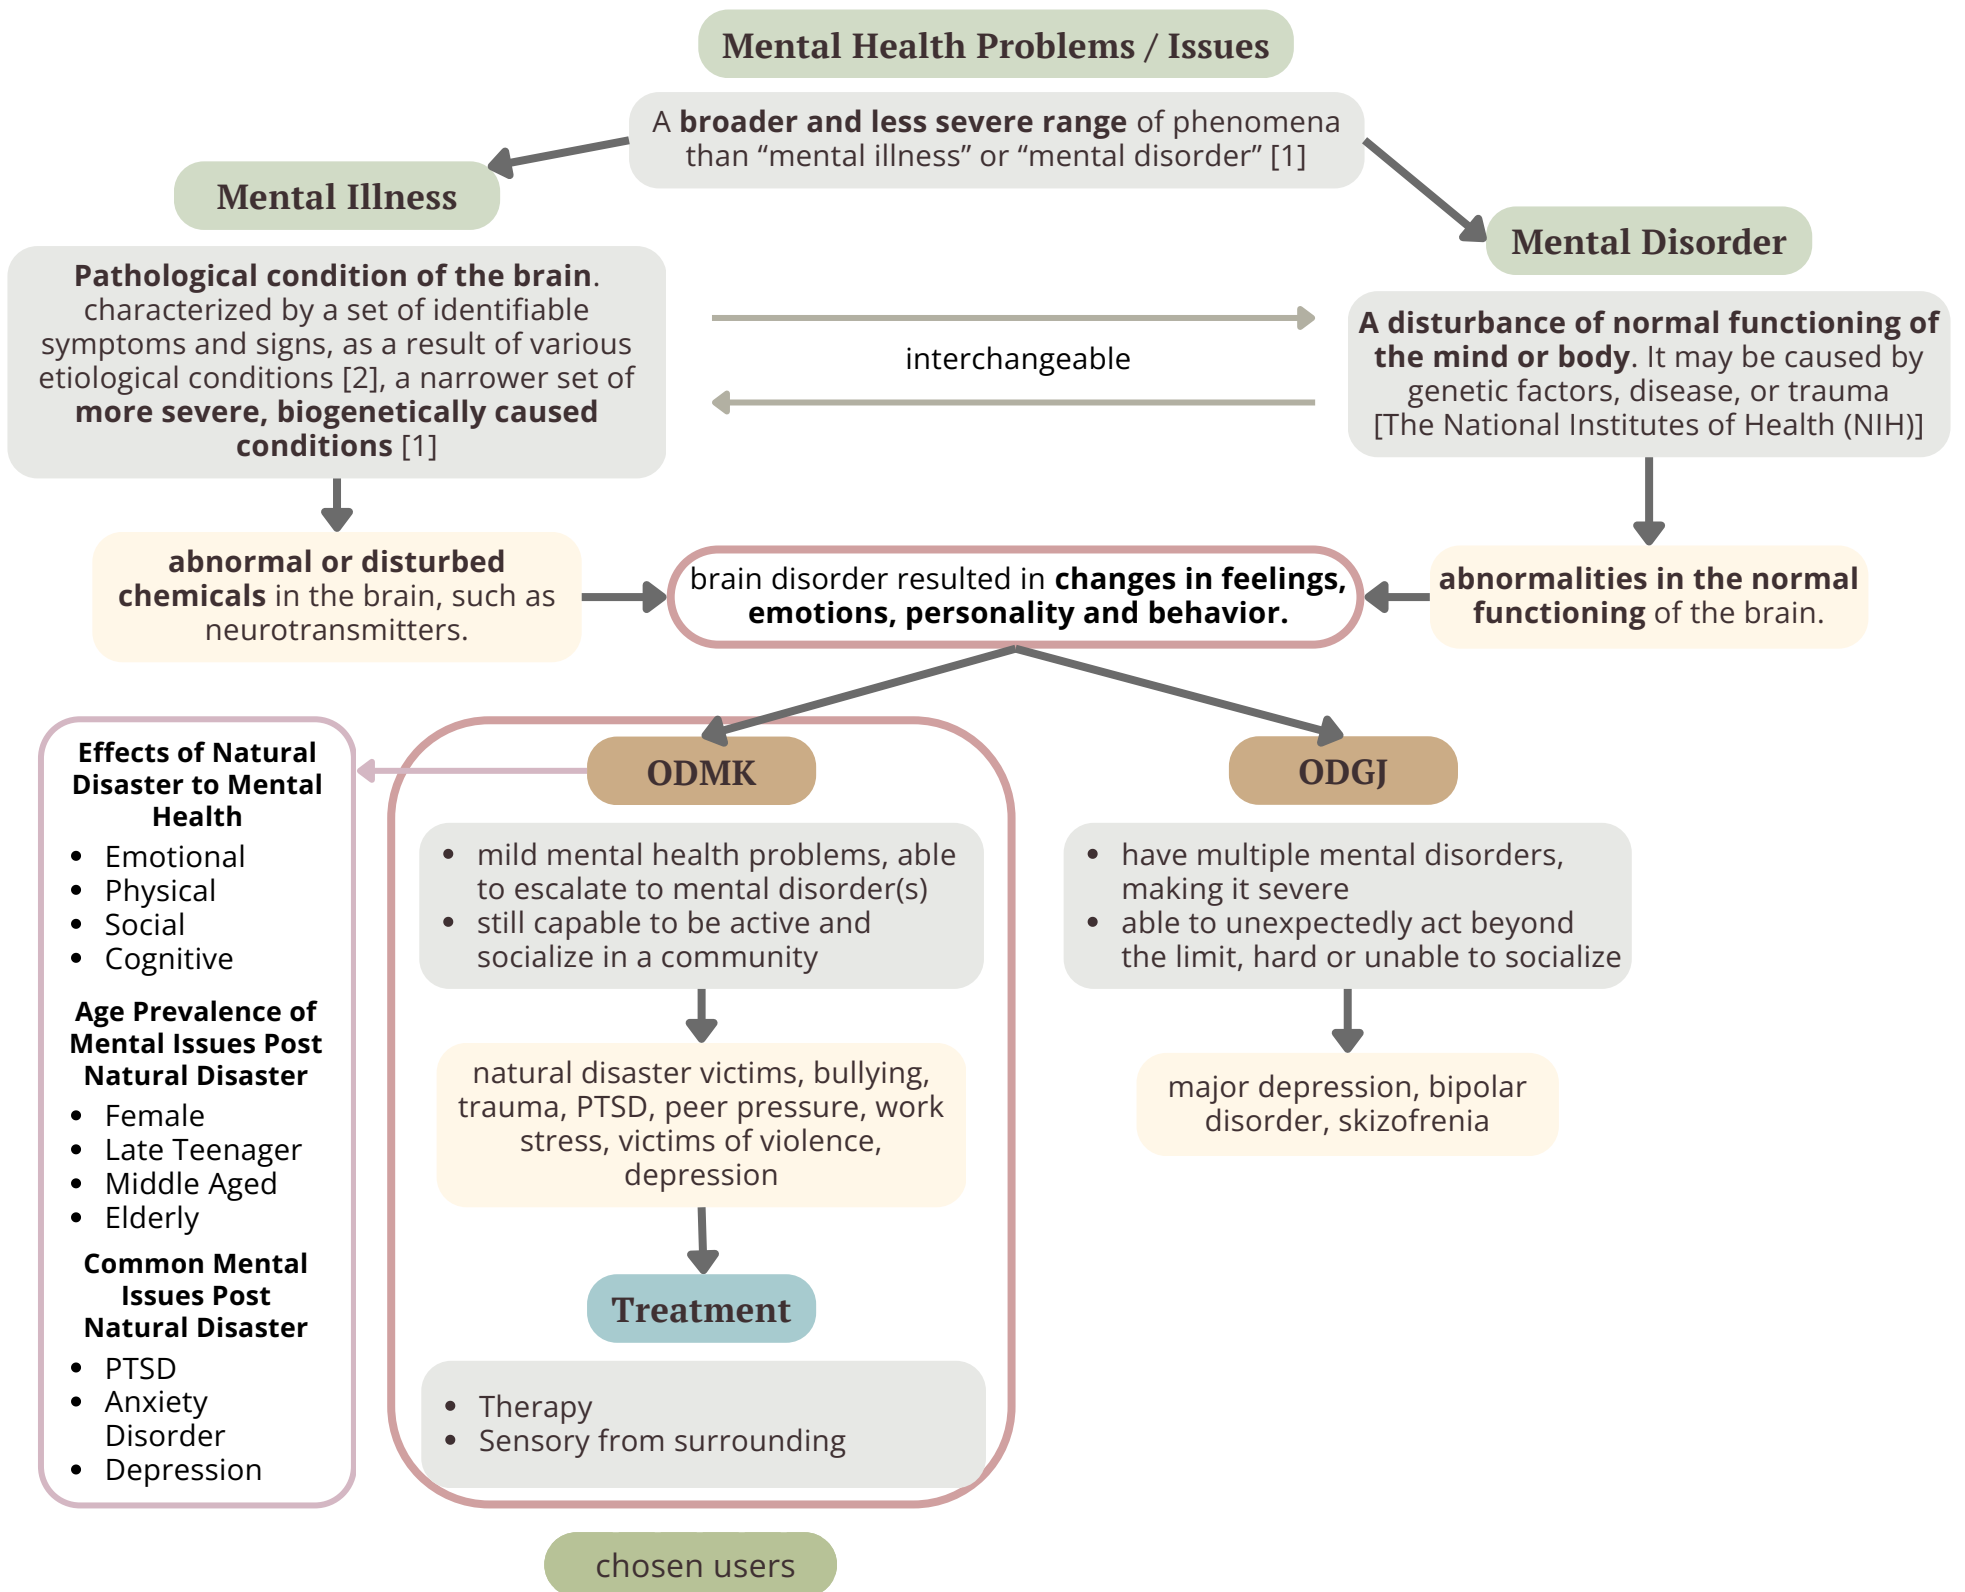 Mental Health Problems / Issues
A broader and less severe range of phenomena
than “mental illness” or “mental disorder” [1]
Mental Illness
Pathological condition of the brain.
characterized by a set of identifiable
symptoms and signs, as a result of various
etiological conditions [2], a narrower set of
more severe, biogenetically caused
conditions [1]
interchangeable
Mental Disorder
A disturbance of normal functioning of
the mind or body. It may be caused by
genetic factors, disease, or trauma
[The National Institutes of Health (NIH)]
abnormal or disturbed
chemicals in the brain, such as
neurotransmitters.
brain disorder resulted in changes in feelings,
emotions, personality and behavior.
abnormalities in the normal
functioning of the brain.
Effects of Natural
Disaster to Mental
Health
• Emotional
• Physical
• Social
• Cognitive
Age Prevalence of
Mental Issues Post
Natural Disaster
• Female
• Late Teenager
• Middle Aged
• Elderly
Common Mental
Issues Post
Natural Disaster
• PTSD
• Anxiety
Disorder
• Depression
ODMK
• mild mental health problems, able
to escalate to mental disorder(s)
• still capable to be active and
socialize in a community
natural disaster victims, bullying,
trauma, PTSD, peer pressure, work
stress, victims of violence,
depression
Treatment
• Therapy
• Sensory from surrounding
chosen users
ODGJ
• have multiple mental disorders,
making it severe
• able to unexpectedly act beyond
the limit, hard or unable to socialize
major depression, bipolar
disorder, skizofrenia